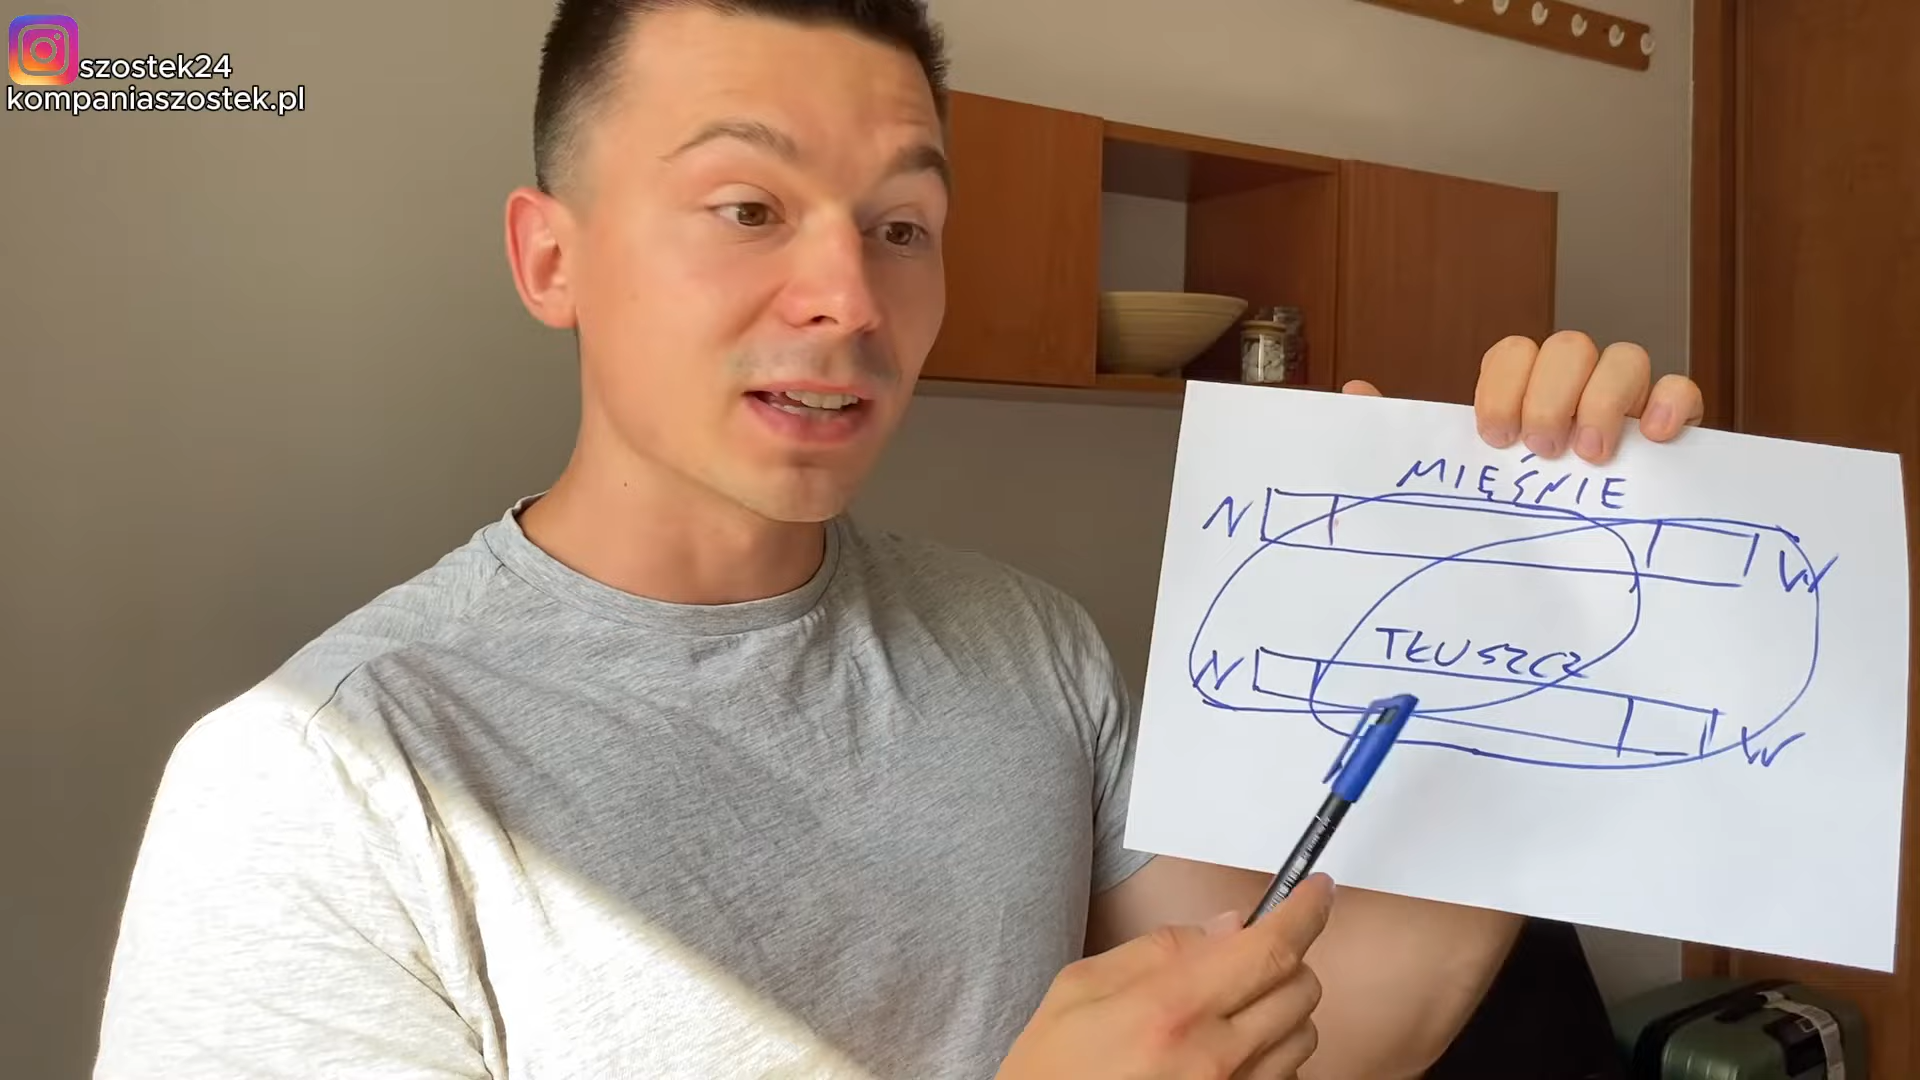 szostek24
kompaniaszostek.pl
MIĘŚNIE
N W
TŁUSZCZ
N W